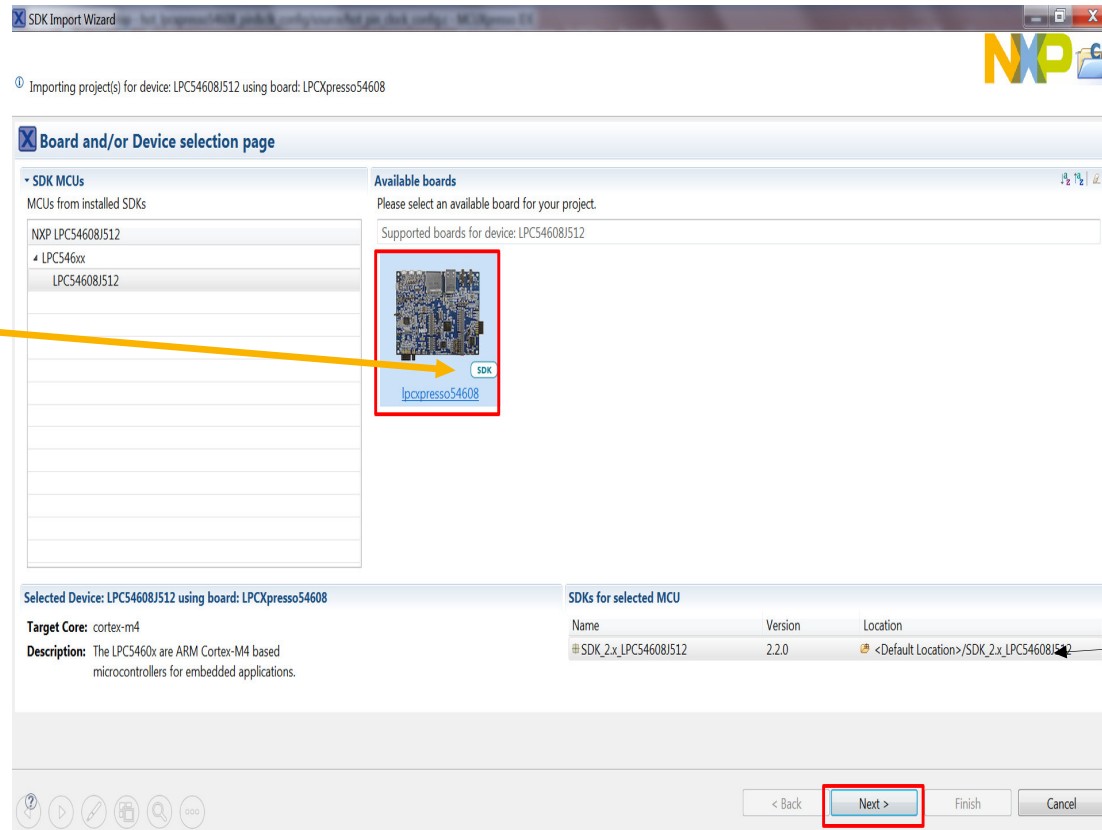 SDK Import Wizard
NXP
Importing project(s) for device: LPC54608J512 using board: LPCXpresso54608
Board and/or Device selection page
SDK MCUs
MCUs from installed SDKs
NXP LPC54608J512
LPC546xx
LPC54608J512
Available boards
Please select an available board for your project.
Supported boards for device: LPC54608J512
SDK
lpcxpresso54608
Selected Device: LPC54608J512 using board: LPCXpresso54608
Target Core: cortex-m4
Description: The LPC5460x are ARM Cortex-M4 based
microcontrollers for embedded applications.
SDKs for selected MCU
Name Version Location
SDK_2.x_LPC54608J512 2.2.0 <Default Location>/SDK_2.x_LPC54608J512
< Back Next > Finish Cancel